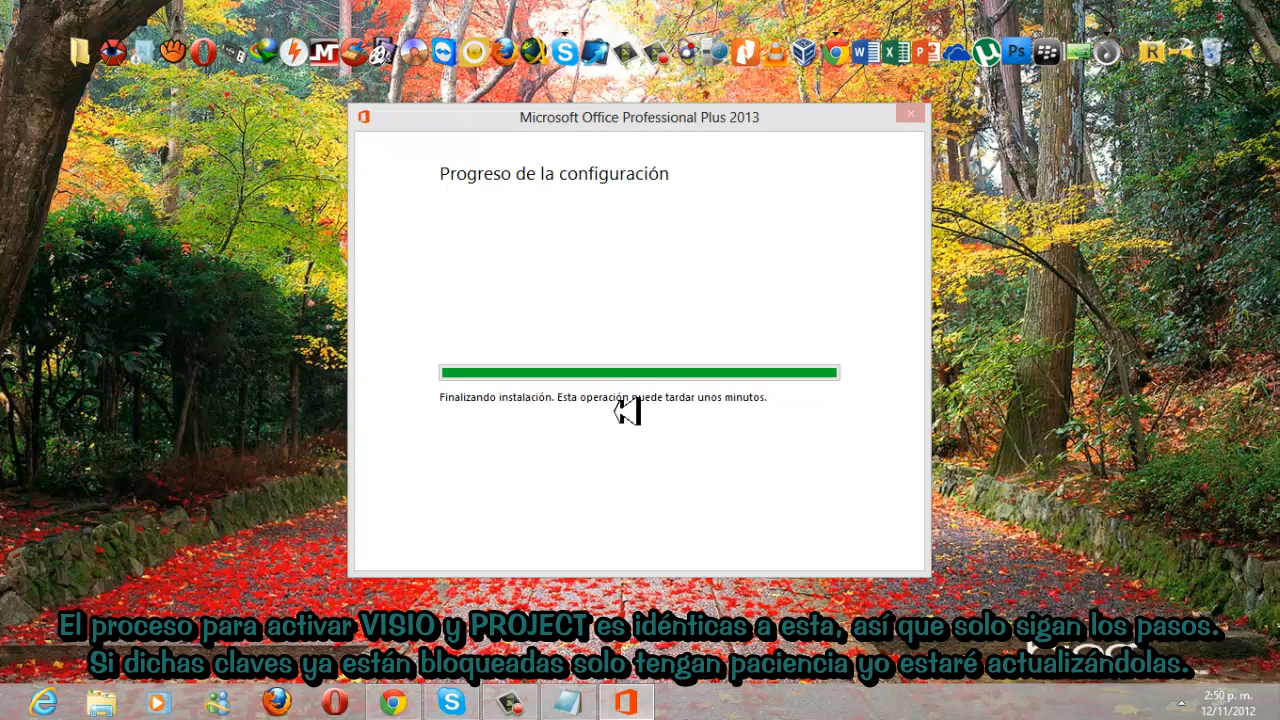 Microsoft Office Professional Plus 2013
Progreso de la configuración
Finalizando instalación. Esta operación puede tardar unos minutos.
El proceso para activar VISIO y PROJECT es idénticas a esta, así que solo sigan los pasos.
Si dichas claves ya están bloqueadas solo tengan paciencia yo estaré actualizándolas.
2:50 p. m.
12/11/2012